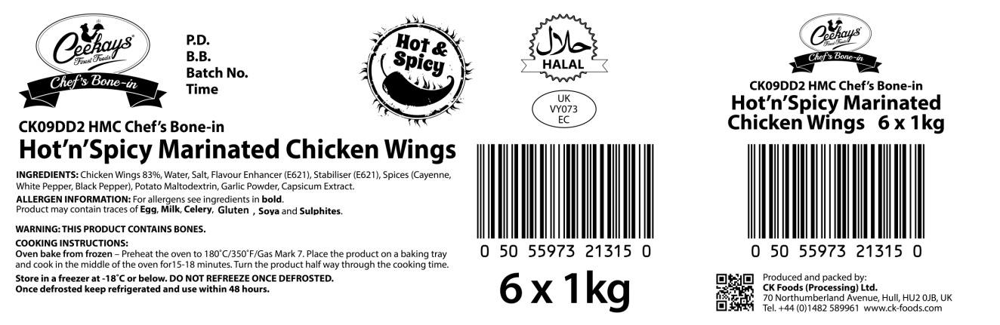 Ceekays®
Finest Foods
Chef's Bone-in
P.D.
B.B.
Batch No.
Time
Hot &
Spicy
حلال
HALAL
UK
VY073
EC
CK09DD2 HMC Chef's Bone-in
Hot'n'Spicy Marinated Chicken Wings
INGREDIENTS: Chicken Wings 83%, Water, Salt, Flavour Enhancer (E621), Stabiliser (E621), Spices (Cayenne,
White Pepper, Black Pepper), Potato Maltodextrin, Garlic Powder, Capsicum Extract.
ALLERGEN INFORMATION: For allergens see ingredients in bold.
Product may contain traces of Egg, Milk, Celery, Gluten , Soya and Sulphites.
WARNING: THIS PRODUCT CONTAINS BONES.
COOKING INSTRUCTIONS:
Oven bake from frozen – Preheat the oven to 180˚C/350˚F/Gas Mark 7. Place the product on a baking tray
and cook in the middle of the oven for15-18 minutes. Turn the product half way through the cooking time.
Store in a freezer at -18˚C or below. DO NOT REFREEZE ONCE DEFROSTED.
Once defrosted keep refrigerated and use within 48 hours.
0 50 55973 21315 0
6 x 1kg
Ceekays®
Finest Foods
Chef's Bone-in
CK09DD2 HMC Chef's Bone-in
Hot'n'Spicy Marinated
Chicken Wings 6 x 1kg
0 50 55973 21315 0
Produced and packed by:
CK Foods (Processing) Ltd.
70 Northumberland Avenue, Hull, HU2 0JB, UK
Tel. +44 (0)1482 589961 www.ck-foods.com